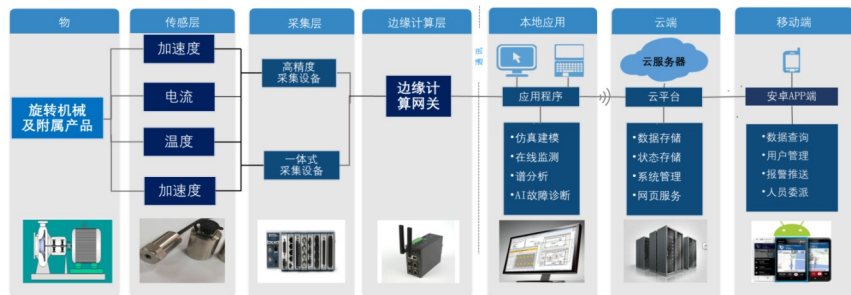 物
传感层
采集层
边缘计算层
本地应用
云端
移动端
旋转机械
及附属产品
加速度
电流
温度
加速度
高精度
采集设备
一体式
采集设备
边缘计
算网关
应用程序
•仿真建模
•在线监测
•谱分析
•AI故障诊断
云服务器
云平台
•数据存储
•状态存储
•系统管理
•网页服务
安卓APP端
•数据查询
•用户管理
•报警推送
•人员委派